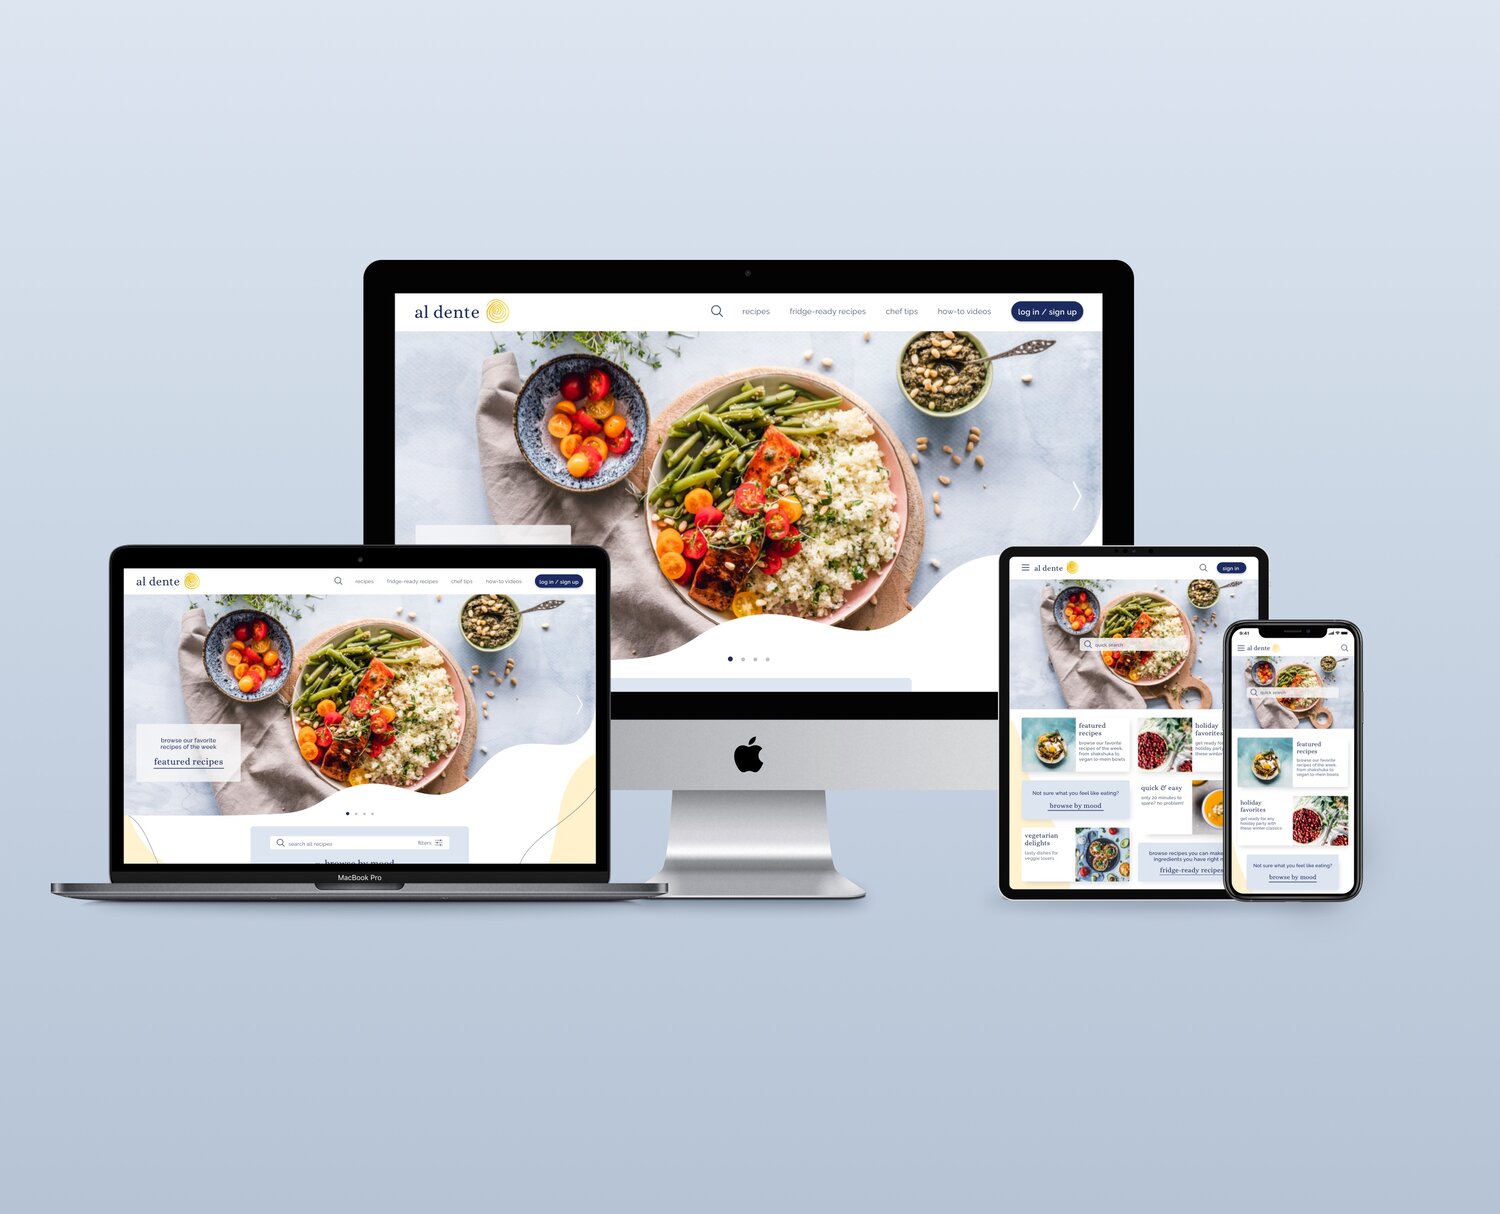 al dente
recipes
fridge-ready recipes
chef tips
how-to videos
log in / sign up
al dente
recipes
fridge-ready recipes
chef tips
how-to videos
log in / sign up
browse our favorite
recipes of the week
featured recipes
search all recipes
filters
browse by mood
MacBook Pro
al dente
sign in
quick search
featured
recipes
browse our favorite
recipes of the week,
from shakshuka to
vegan lo-mein bowls
holiday
favorites
get ready for
holiday
these winter
Not sure what you feel like eating?
browse by mood
quick & easy
only 20 minutes to
spare? no problem!
vegetarian
delights
tasty dishes for
veggie lovers
browse recipes you can make
ingredients you have right
fridge-ready recipes
9:41
al dente
quick search
featured
recipes
browse our favorite
recipes of the week,
from shakshuka to
vegan lo-mein bowls
holiday
favorites
get ready for any
holiday party with
these winter classics
Not sure what you feel like eating?
browse by mood